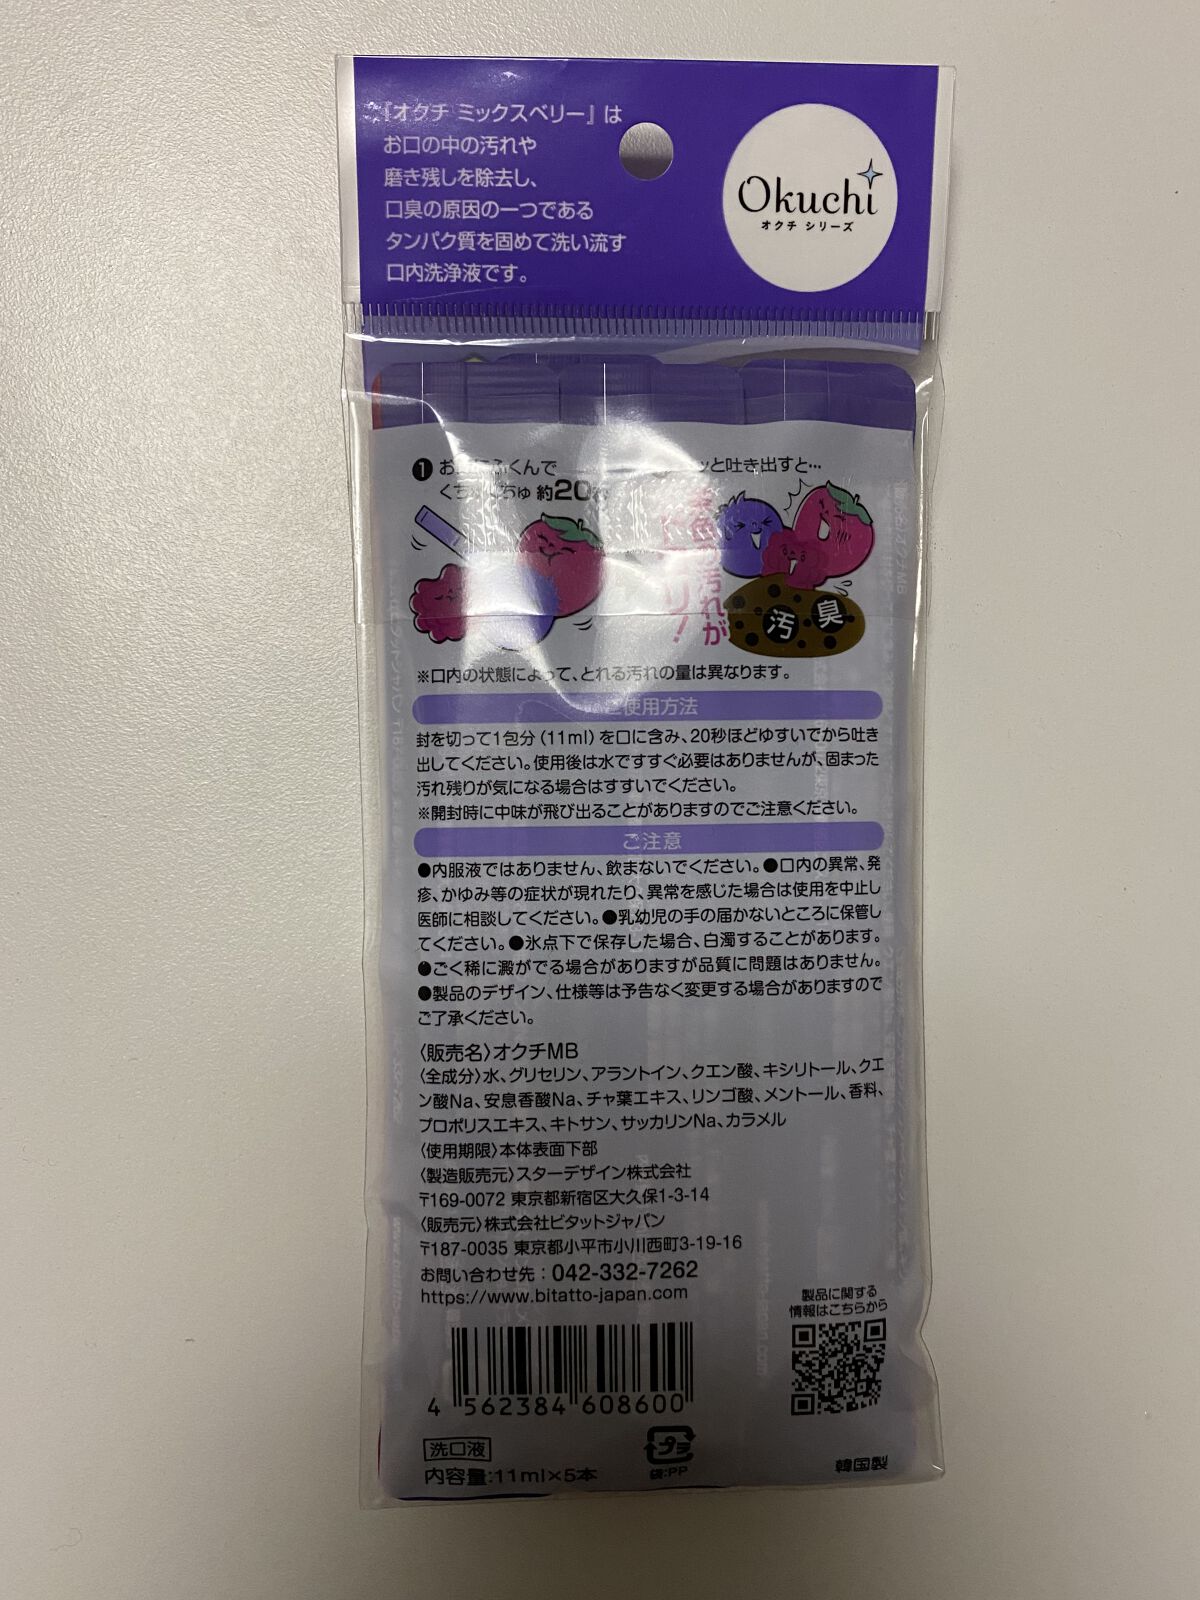 『オクチ ミックスベリー』は
お口の中の汚れや
磨き残しを除去し、
口臭の原因の一つである
タンパク質を固めて洗い流す
口内洗浄液です。
Okuchi
オクチ シリーズ
❶ お口にふくんで
くちゅくちゅ 約20秒
ッと吐き出すと…
茶色の汚れが
汚 臭
※口内の状態によって、とれる汚れの量は異なります。
ご使用方法
封を切って1包分（11ml）を口に含み、20秒ほどゆすいでから吐き
出してください。使用後は水ですすぐ必要はありませんが、固まった
汚れ残りが気になる場合はすすいでください。
※開封時に中味が飛び出ることがありますのでご注意ください。
ご注意
●内服液ではありません、飲まないでください。●口内の異常、発
疹、かゆみ等の症状が現れたり、異常を感じた場合は使用を中止し
医師に相談してください。●乳幼児の手の届かないところに保管し
てください。●氷点下で保存した場合、白濁することがあります。
●ごく稀に澱がでる場合がありますが品質に問題はありません。
●製品のデザイン、仕様等は予告なく変更する場合がありますので
ご了承ください。
〈販売名〉オクチMB
〈全成分〉水、グリセリン、アラントイン、クエン酸、キシリトール、クエ
ン酸Na、安息香酸Na、チャ葉エキス、リンゴ酸、メントール、香料、
プロポリスエキス、キトサン、サッカリンNa、カラメル
〈使用期限〉本体表面下部
〈製造販売元〉スターデザイン株式会社
〒169-0072 東京都新宿区大久保1-3-14
〈販売元〉株式会社ビタットジャパン
〒187-0035 東京都小平市小川西町3-19-16
お問い合わせ先：042-332-7262
https://www.bitatto-japan.com
製品に関する
情報はこちらから
4 562384 608600
洗口液
内容量:11ml×5本
プラ
袋:PP
韓国製